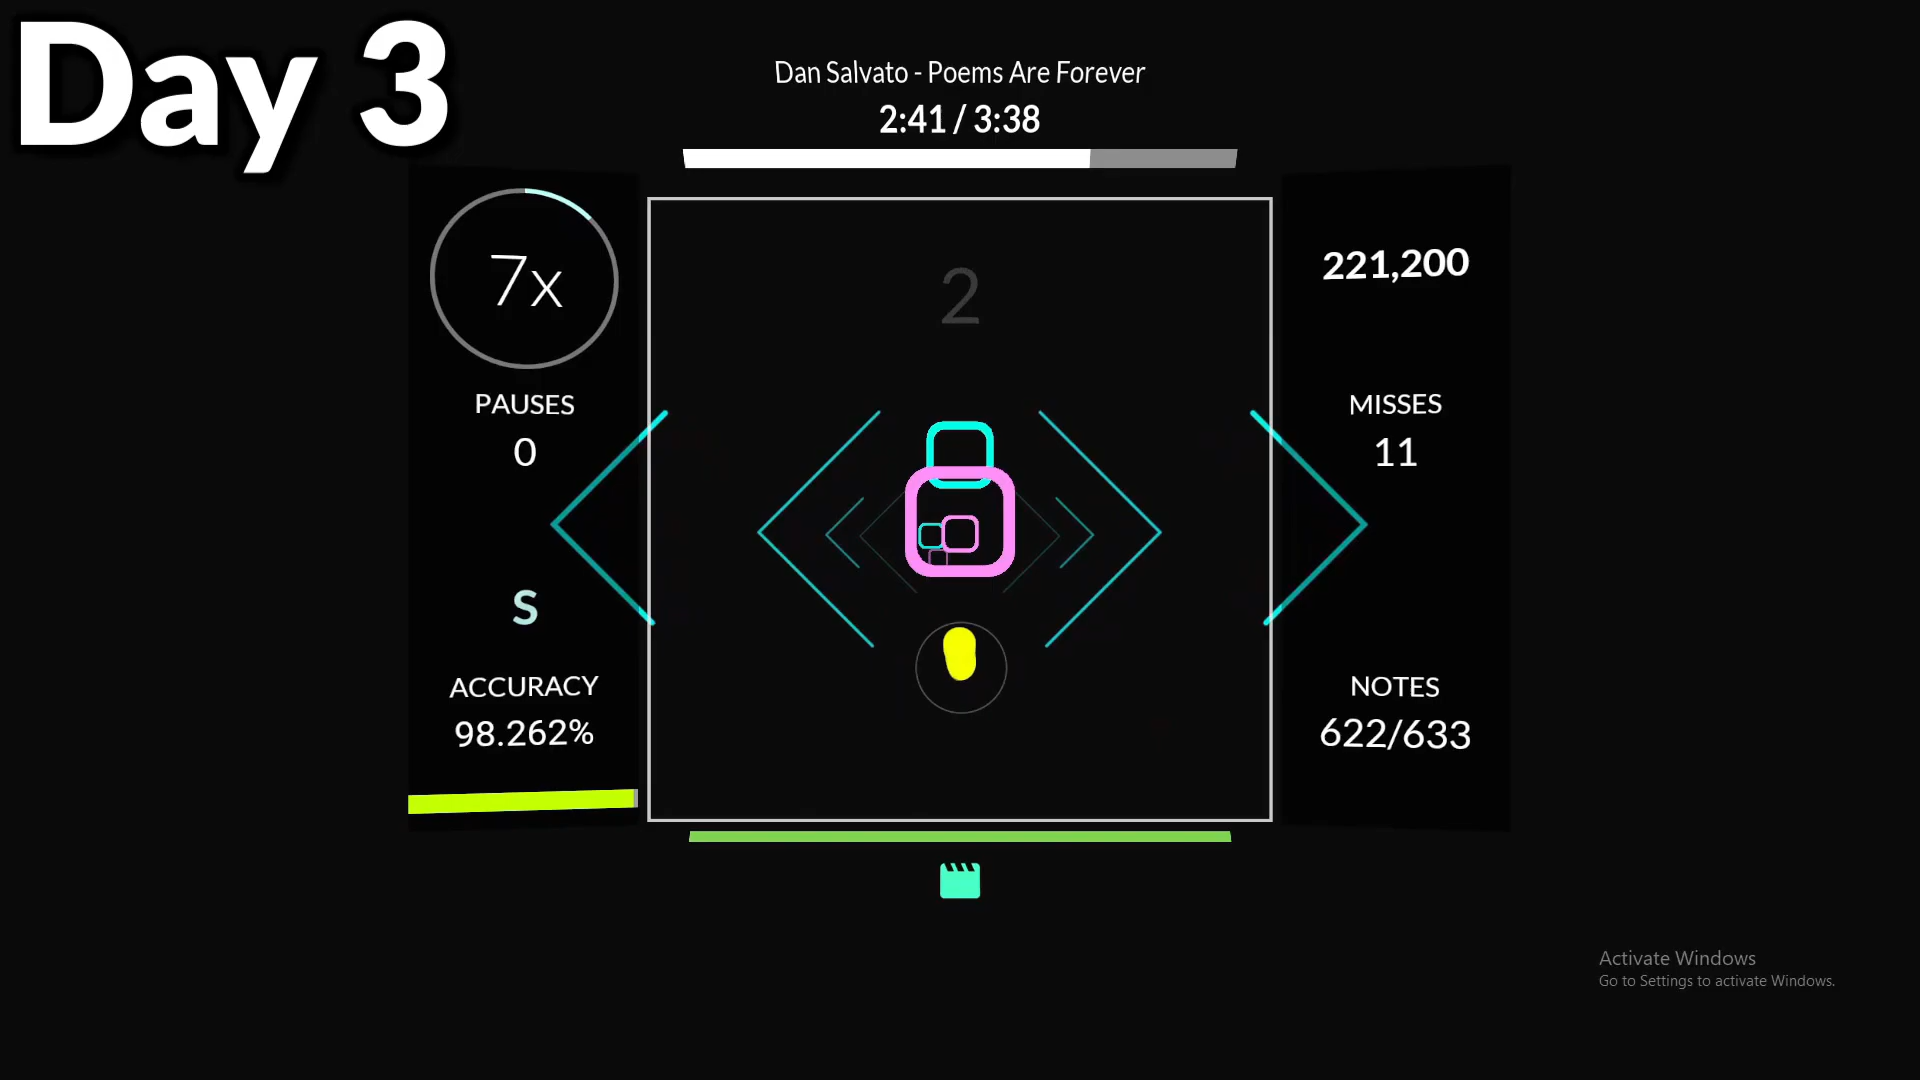 Day 3
Dan Salvato - Poems Are Forever
2:41 / 3:38
7x
PAUSES
0
S
ACCURACY
98.262%
2
221,200
MISSES
11
NOTES
622/633
Activate Windows
Go to Settings to activate Windows.